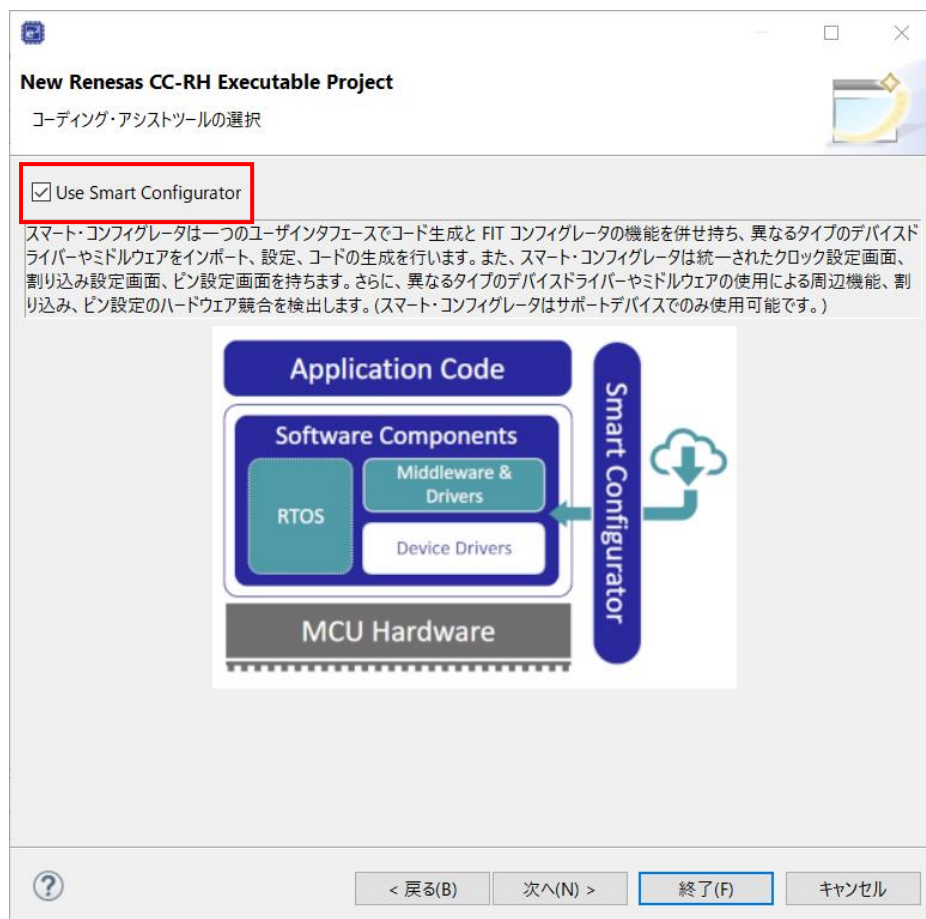 New Renesas CC-RH Executable Project
コーディング・アシストツールの選択
Use Smart Configurator
スマート・コンフィグレータは一つのユーザインタフェースでコード生成と FIT コンフィグレータの機能を併せ持ち、異なるタイプのデバイスド
ライバーやミドルウェアをインポート、設定、コードの生成を行います。また、スマート・コンフィグレータは統一されたクロック設定画面、
割り込み設定画面、ピン設定画面を持ちます。さらに、異なるタイプのデバイスドライバーやミドルウェアの使用による周辺機能、割
り込み、ピン設定のハードウェア競合を検出します。(スマート・コンフィグレータはサポートデバイスでのみ使用可能です。)
Application Code
Software Components
RTOS
Middleware &
Drivers
Device Drivers
MCU Hardware
Smart Configurator
?
< 戻る(B)
次へ(N) >
終了(F)
キャンセル